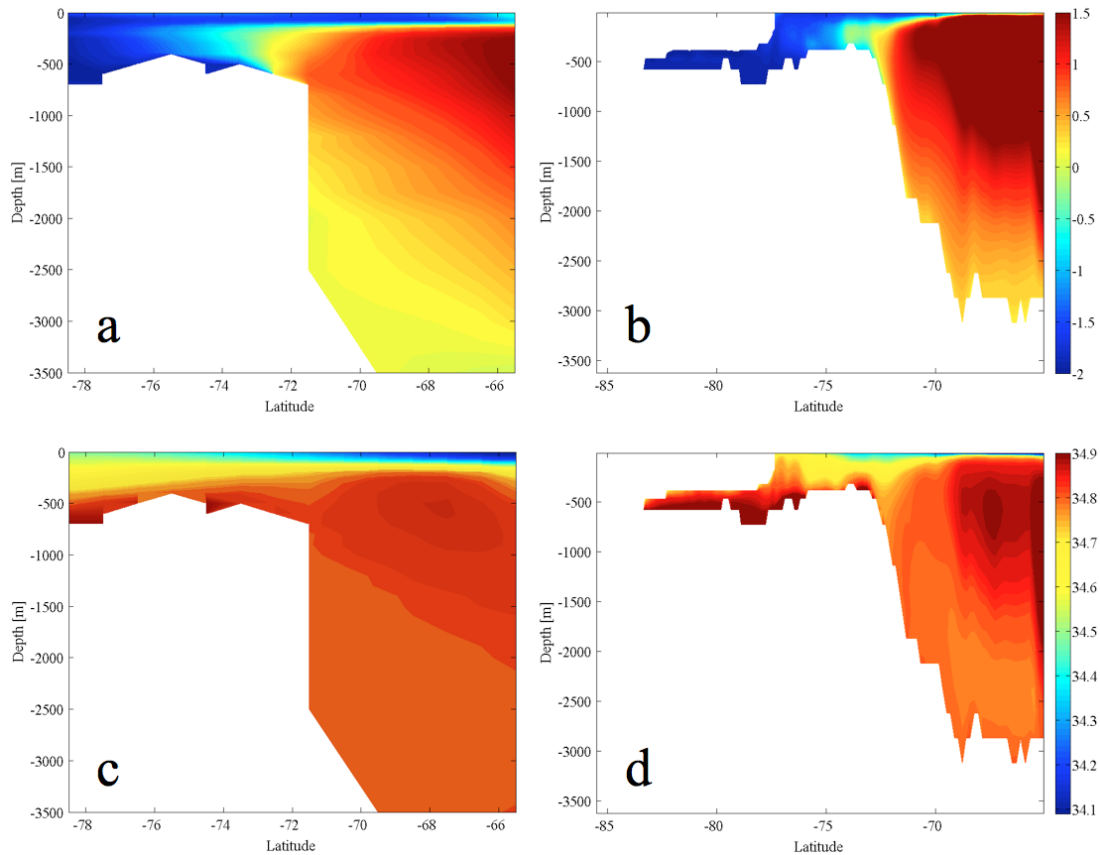 0
-500
-1000
-1500
-2000
-2500
-3000
-3500
Depth [m]
a
-78 -76 -74 -72 -70 -68 -66
Latitude
-500
-1000
-1500
-2000
-2500
-3000
-3500
Depth [m]
b
-85 -80 -75 -70
Latitude
1.5
1
0.5
0
-0.5
-1
-1.5
-2
0
-500
-1000
-1500
-2000
-2500
-3000
-3500
Depth [m]
c
-78 -76 -74 -72 -70 -68 -66
Latitude
-500
-1000
-1500
-2000
-2500
-3000
-3500
Depth [m]
d
-85 -80 -75 -70
Latitude
34.9
34.8
34.7
34.6
34.5
34.4
34.3
34.2
34.1